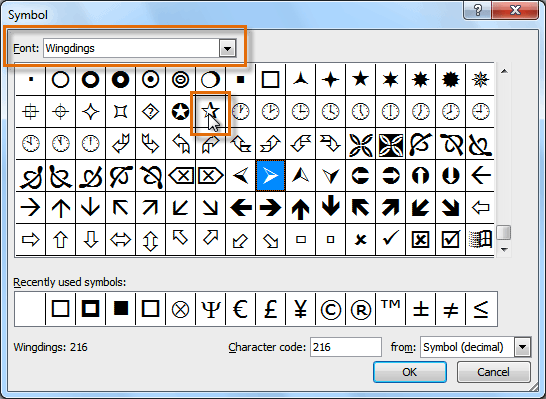 Symbol
Font: Wingdings
Recently used symbols:
Ψ € £ ¥ © ® ™ ± ≠ ≤
Wingdings: 216
Character code: 216 from: Symbol (decimal)
OK Cancel